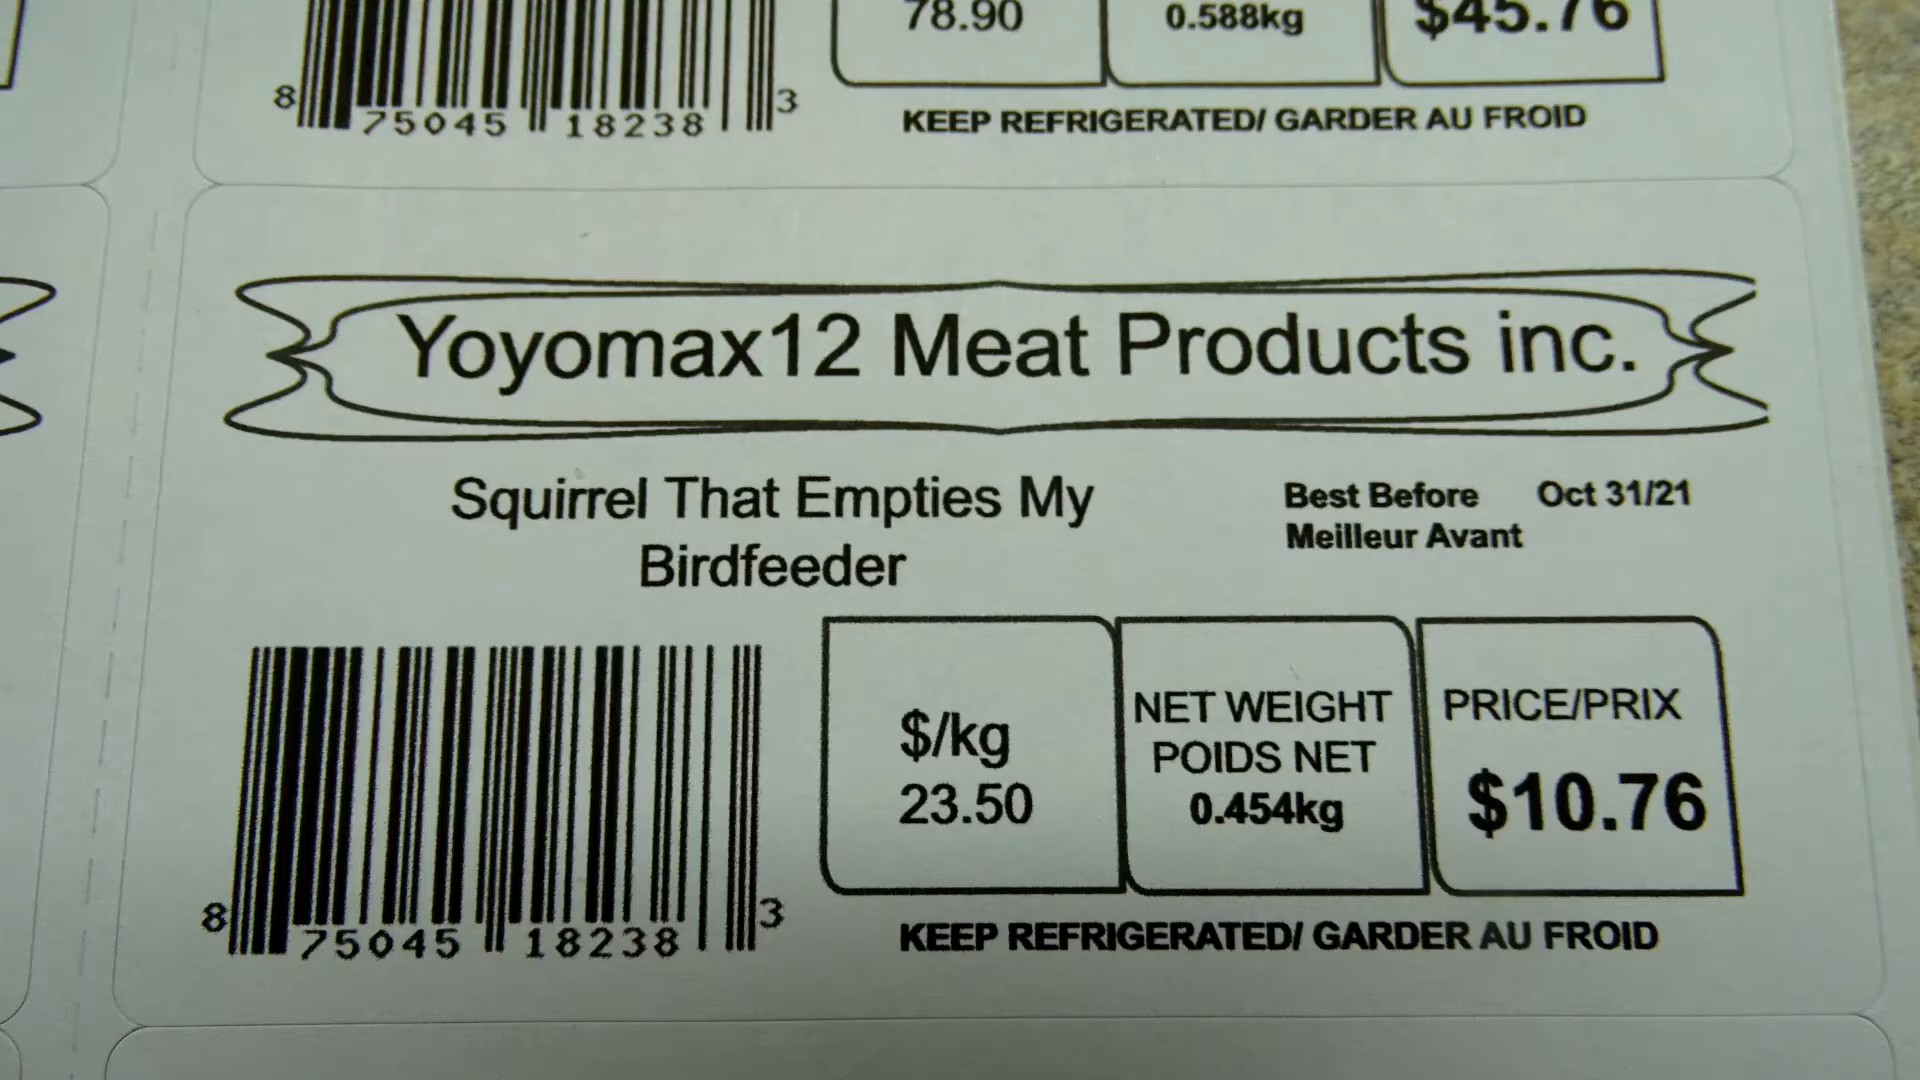 78.90 0.588kg $45.76
8 75045 18238 3
KEEP REFRIGERATED/ GARDER AU FROID
Yoyomax12 Meat Products inc.
Squirrel That Empties My
Birdfeeder
Best Before Oct 31/21
Meilleur Avant
$/kg
23.50
NET WEIGHT
POIDS NET
0.454kg
PRICE/PRIX
$10.76
8 75045 18238 3
KEEP REFRIGERATED/ GARDER AU FROID